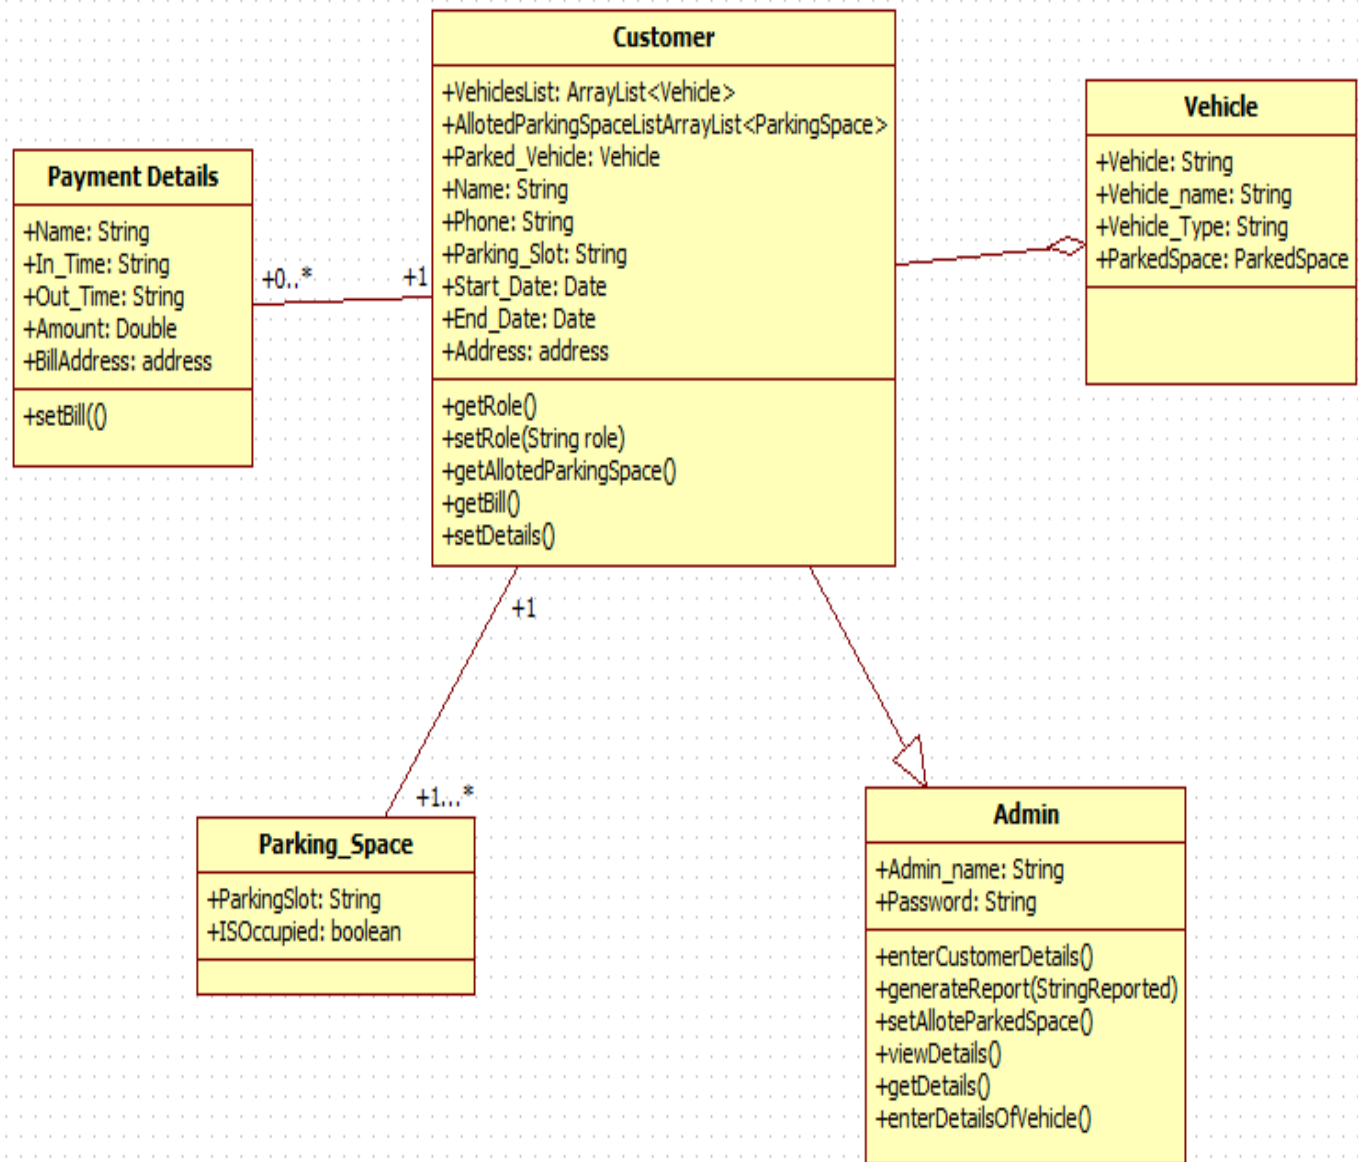 Customer
+VehiclesList: ArrayList<Vehicle>
+AllotedParkingSpaceListArrayList<ParkingSpace>
+Parked_Vehicle: Vehicle
+Name: String
+Phone: String
+Parking_Slot: String
+Start_Date: Date
+End_Date: Date
+Address: address
+getRole()
+setRole(String role)
+getAllotedParkingSpace()
+getBill()
+setDetails()
Vehicle
+Vehicle: String
+Vehicle_name: String
+Vehicle_Type: String
+ParkedSpace: ParkedSpace
Payment Details
+Name: String
+In_Time: String
+Out_Time: String
+Amount: Double
+BillAddress: address
+setBill(()
+0..*
+1
+1
+1...*
Parking_Space
+ParkingSlot: String
+ISOccupied: boolean
Admin
+Admin_name: String
+Password: String
+enterCustomerDetails()
+generateReport(StringReported)
+setAlloteParkedSpace()
+viewDetails()
+getDetails()
+enterDetailsOfVehicle()